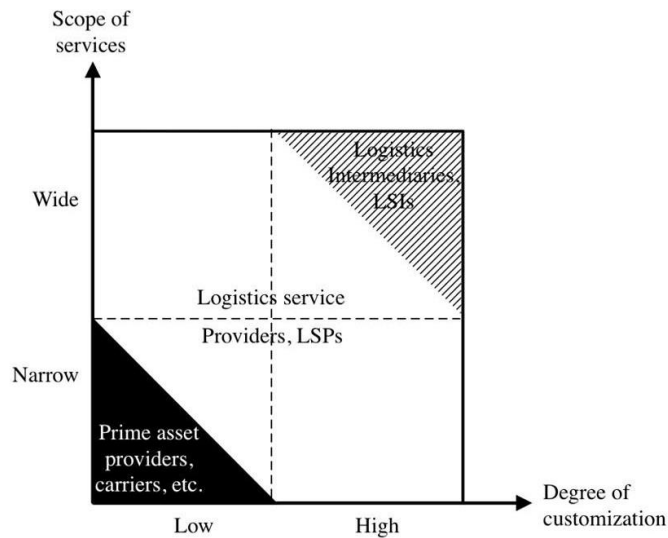 Scope of
services
Logistics
Intermediaries,
LSIs
Wide
Logistics service
Providers, LSPs
Narrow
Prime asset
providers,
carriers, etc.
Low
High
Degree of
customization